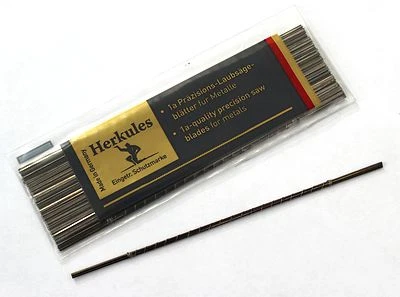 Herkules
Made in Germany
Eingetr. Schutzmarke
• 1a Präzisions-Laubsäge-
blätter für Metalle
• 1a-quality precision saw
blades for metals